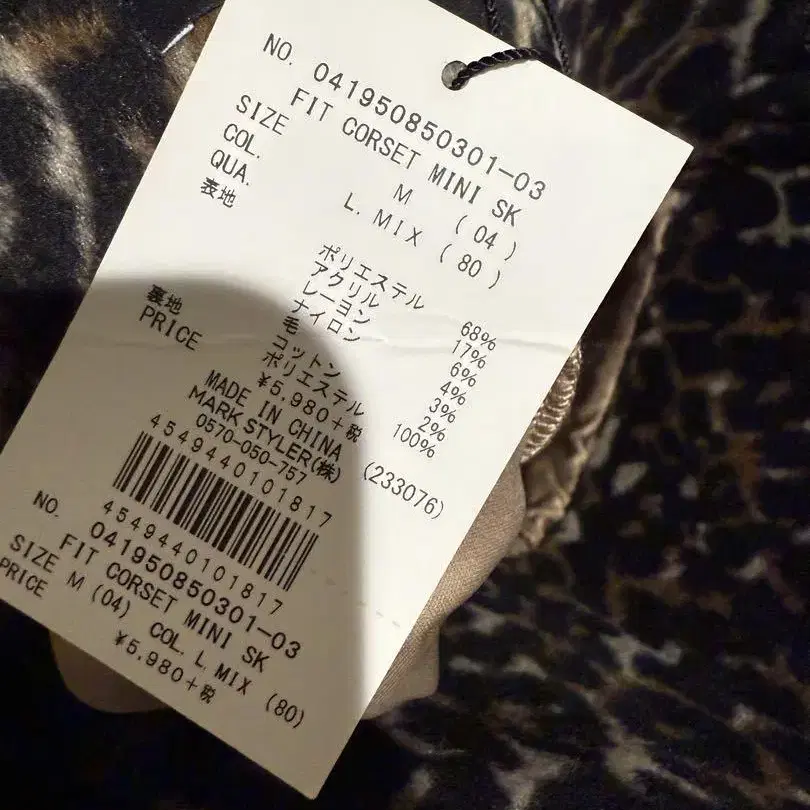 NO. 041950850301-03
FIT CORSET MINI SK
SIZE M (04)
COL. L.MIX (80)
QUA.
表地
ポリエステル 68%
アクリル 17%
レーヨン 6%
ナイロン 4%
毛 3%
コットン 2%
裏地 ポリエステル 100%
PRICE ¥5,980+税
MADE IN CHINA
MARK STYLER(株) (233076)
0570-050-757
4549440101817
4549440101817
NO. 041950850301-03
FIT CORSET MINI SK
SIZE M (04) COL. L.MIX (80)
PRICE ¥5,980+税